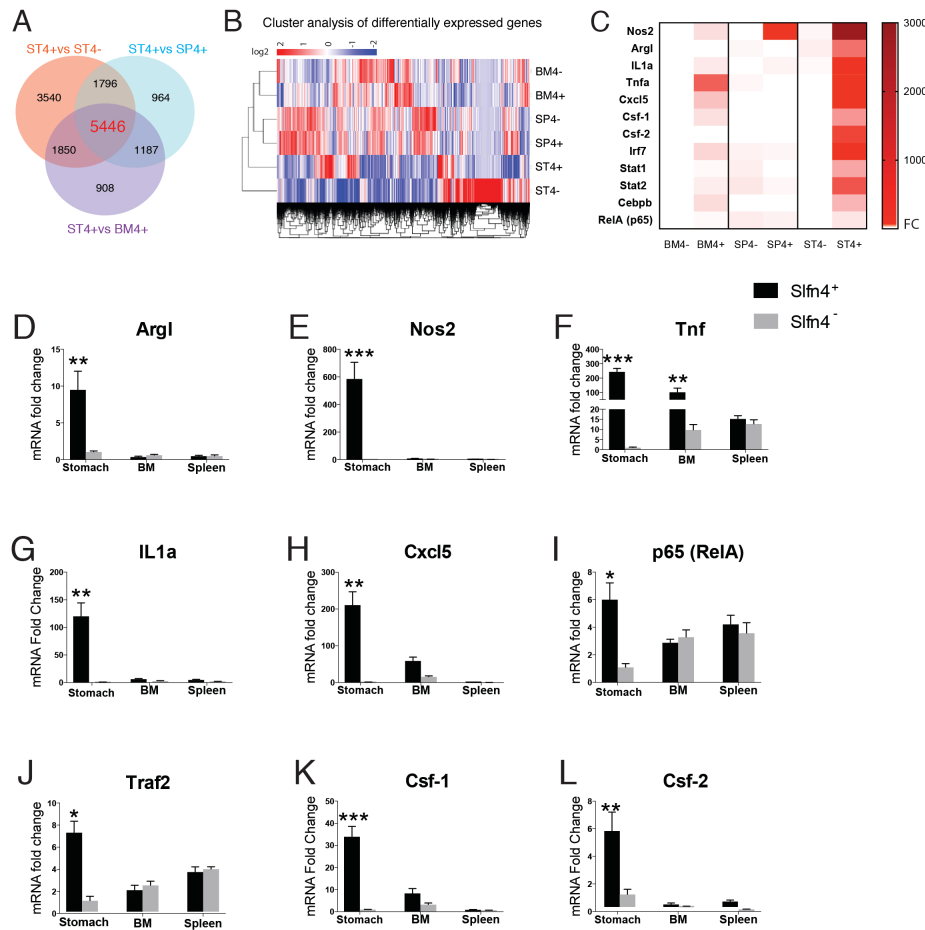 A
ST4+vs ST4-
ST4+vs SP4+
3540
1796
964
5446
1850
1187
908
ST4+vs BM4+
B
Cluster analysis of differentially expressed genes
log2
2
1
0
-1
-2
BM4-
BM4+
SP4-
SP4+
ST4+
ST4-
C
Nos2
ArgI
IL1a
Tnfa
Cxcl5
Csf-1
Csf-2
Irf7
Stat1
Stat2
Cebpb
RelA (p65)
BM4- BM4+ SP4- SP4+ ST4- ST4+
3000
2000
1000
FC
Slfn4+
Slfn4-
D
ArgI
mRNA fold change
15
10
5
0
**
Stomach BM Spleen
E
Nos2
mRNA fold change
800
600
400
200
0
***
Stomach BM Spleen
F
Tnf
mRNA fold change
400
300
200
100
20
15
10
5
0
***
**
Stomach BM Spleen
G
IL1a
mRNA Fold Change
200
150
100
50
0
**
Stomach BM Spleen
H
Cxcl5
mRNA fold change
300
200
100
0
**
Stomach BM Spleen
I
p65 (RelA)
mRNA fold change
8
6
4
2
0
*
Stomach BM Spleen
J
Traf2
mRNA fold change
10
8
6
4
2
0
*
Stomach BM Spleen
K
Csf-1
mRNA Fold Change
50
40
30
20
10
0
***
Stomach BM Spleen
L
Csf-2
mRNA Fold Change
8
6
4
2
0
**
Stomach BM Spleen